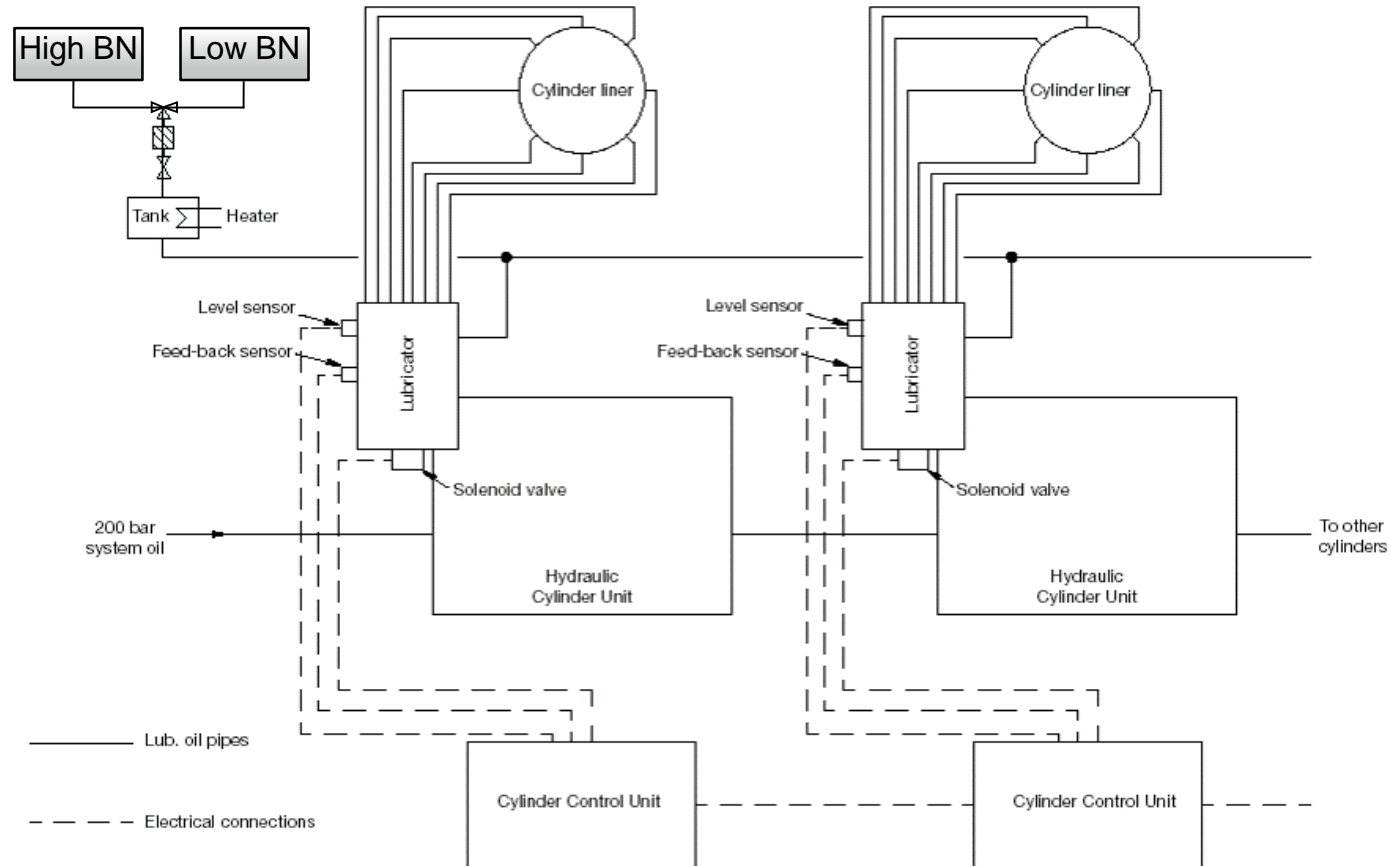 High BN
Low BN
Cylinder liner
Cylinder liner
Tank
Heater
Level sensor
Level sensor
Feed-back sensor
Feed-back sensor
Lubricator
Lubricator
Solenoid valve
Solenoid valve
200 bar
system oil
To other
cylinders
Hydraulic
Cylinder Unit
Hydraulic
Cylinder Unit
Lub. oil pipes
Cylinder Control Unit
Cylinder Control Unit
Electrical connections